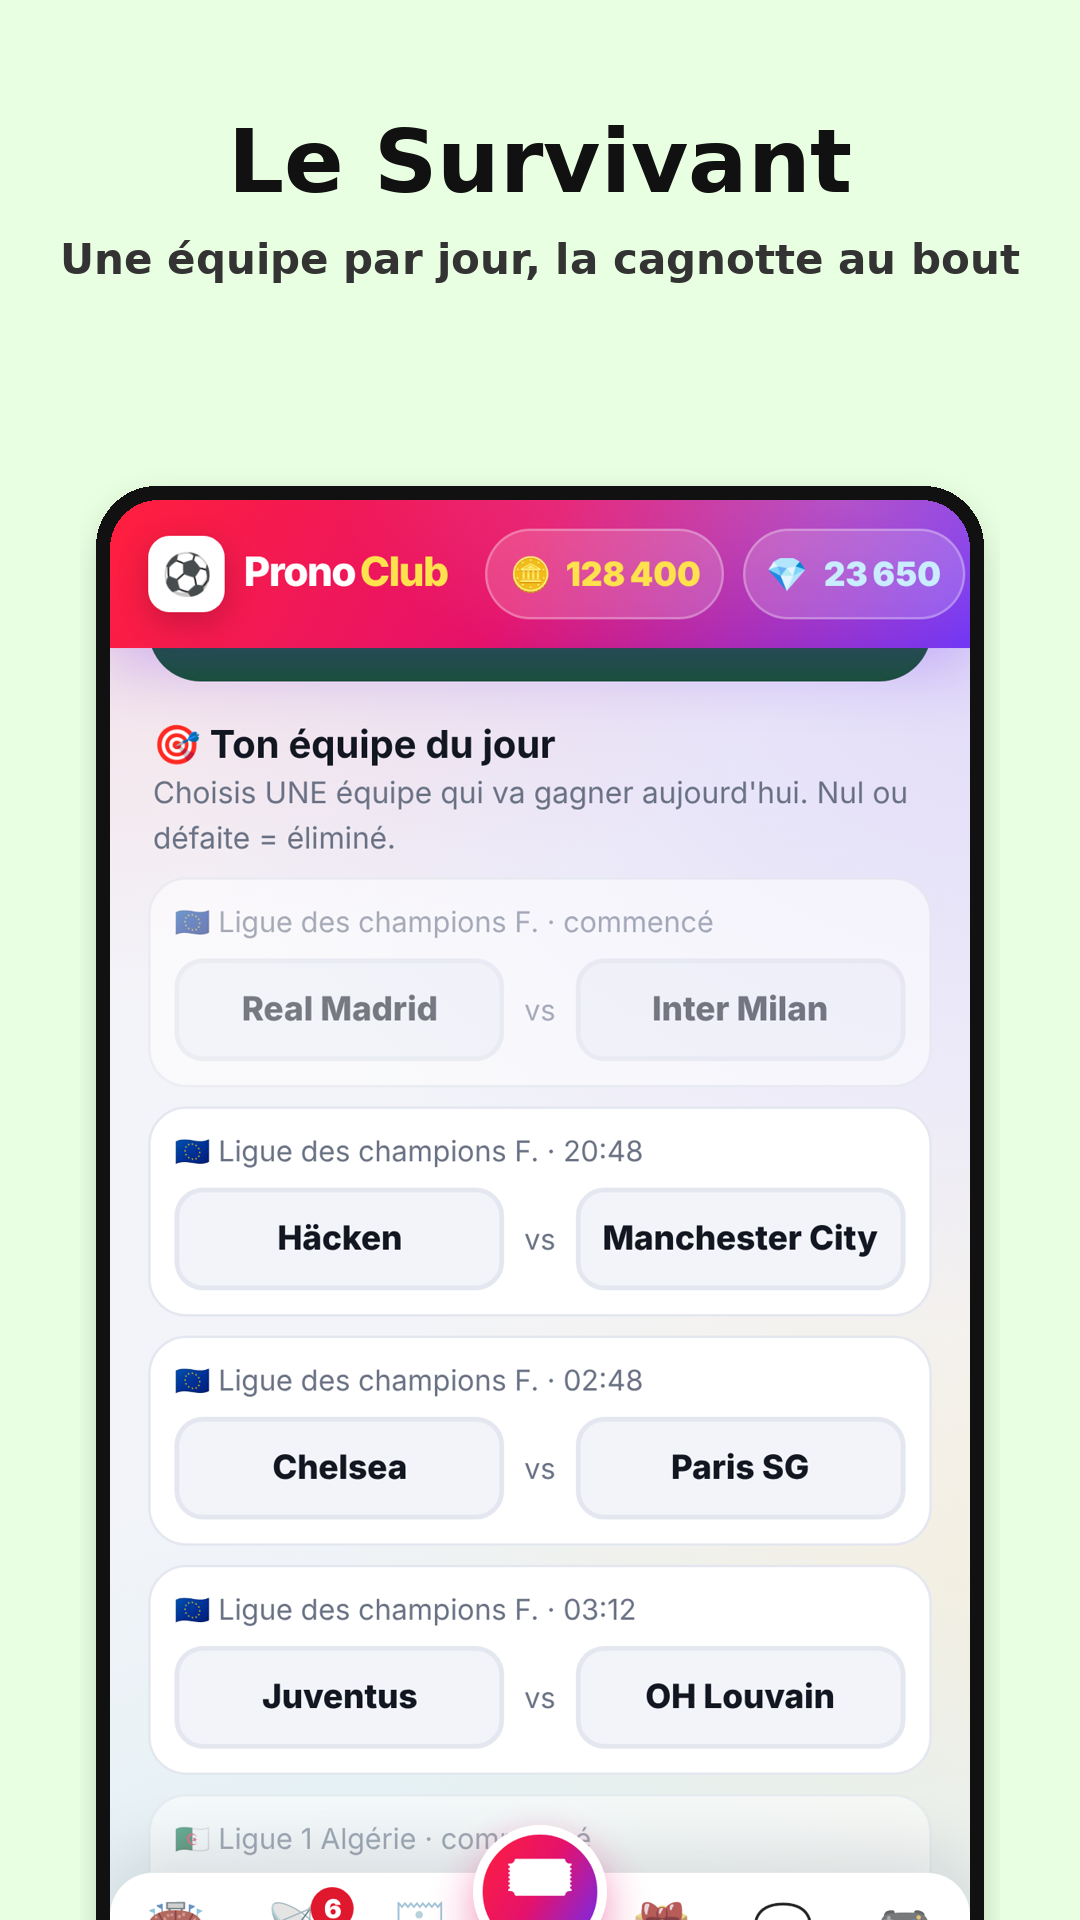 Le Survivant
Une équipe par jour, la cagnotte au bout
Prono Club
128 400
23 650
Ton équipe du jour
Choisis UNE équipe qui va gagner aujourd'hui. Nul ou
défaite = éliminé.
Ligue des champions F. · commencé
Real Madrid vs Inter Milan
Ligue des champions F. · 20:48
Häcken vs Manchester City
Ligue des champions F. · 02:48
Chelsea vs Paris SG
Ligue des champions F. · 03:12
Juventus vs OH Louvain
Ligue 1 Algérie ·
6